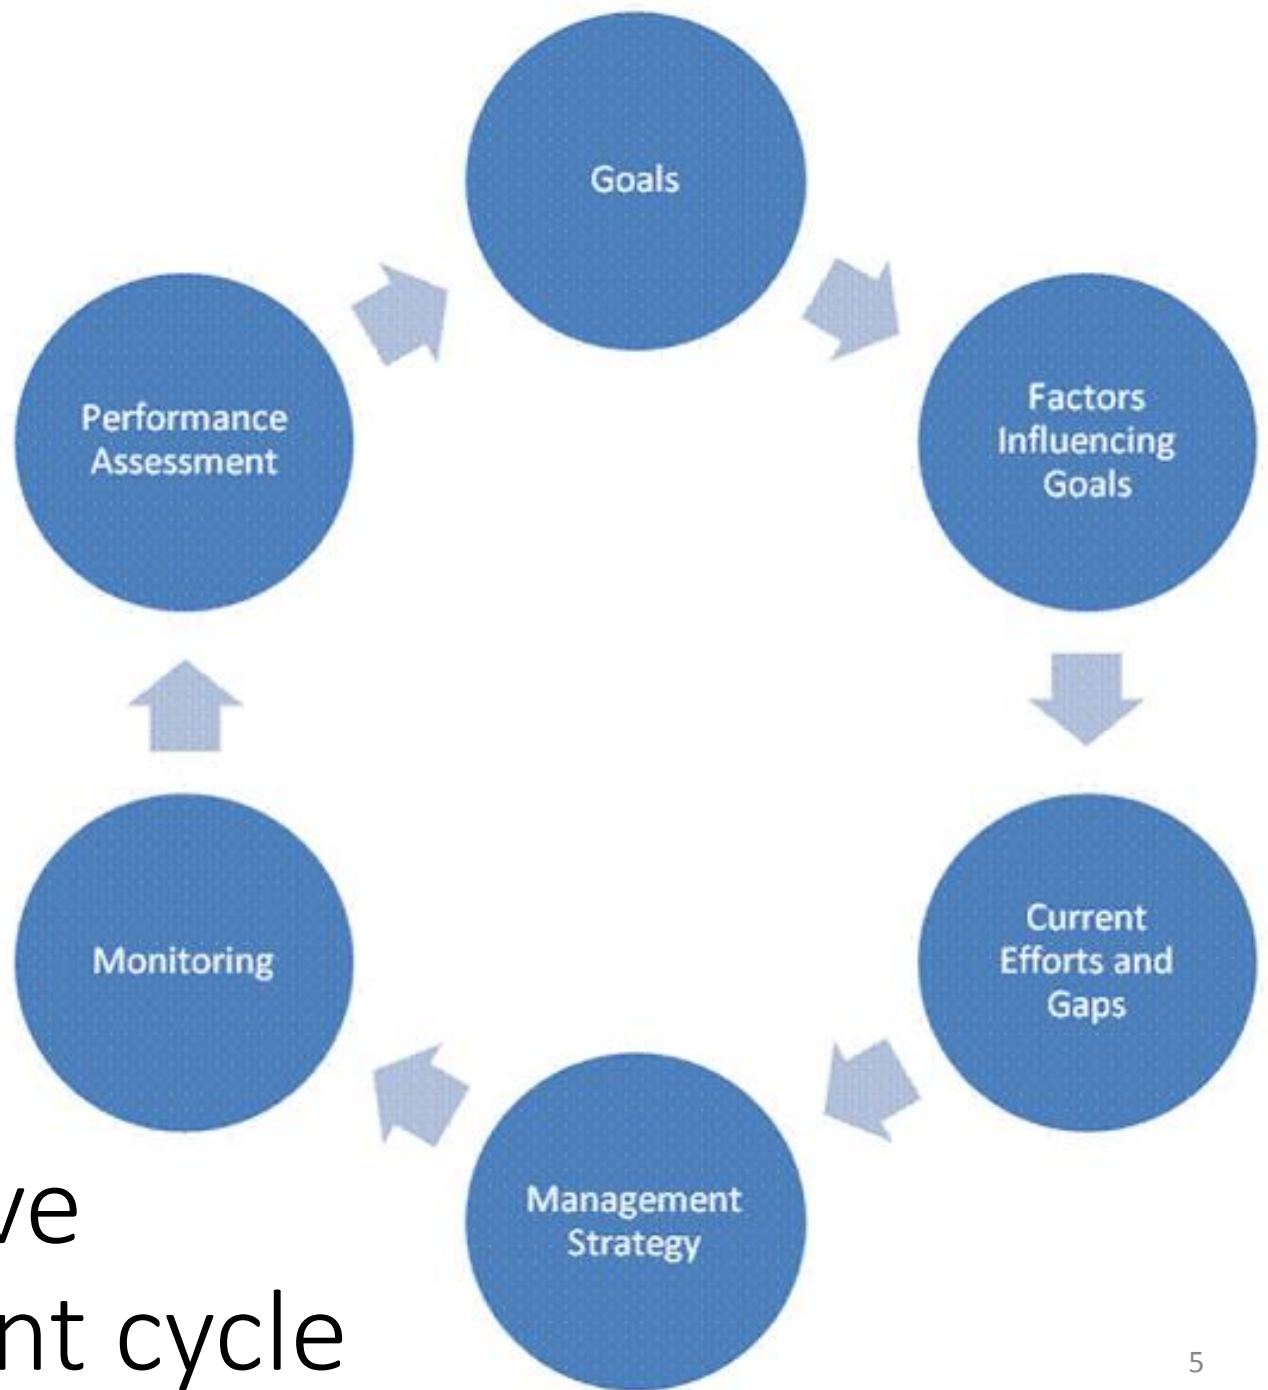 Goals
Factors
Influencing
Goals
Current
Efforts and
Gaps
Management
Strategy
Monitoring
Performance
Assessment
ve
nt cycle
5